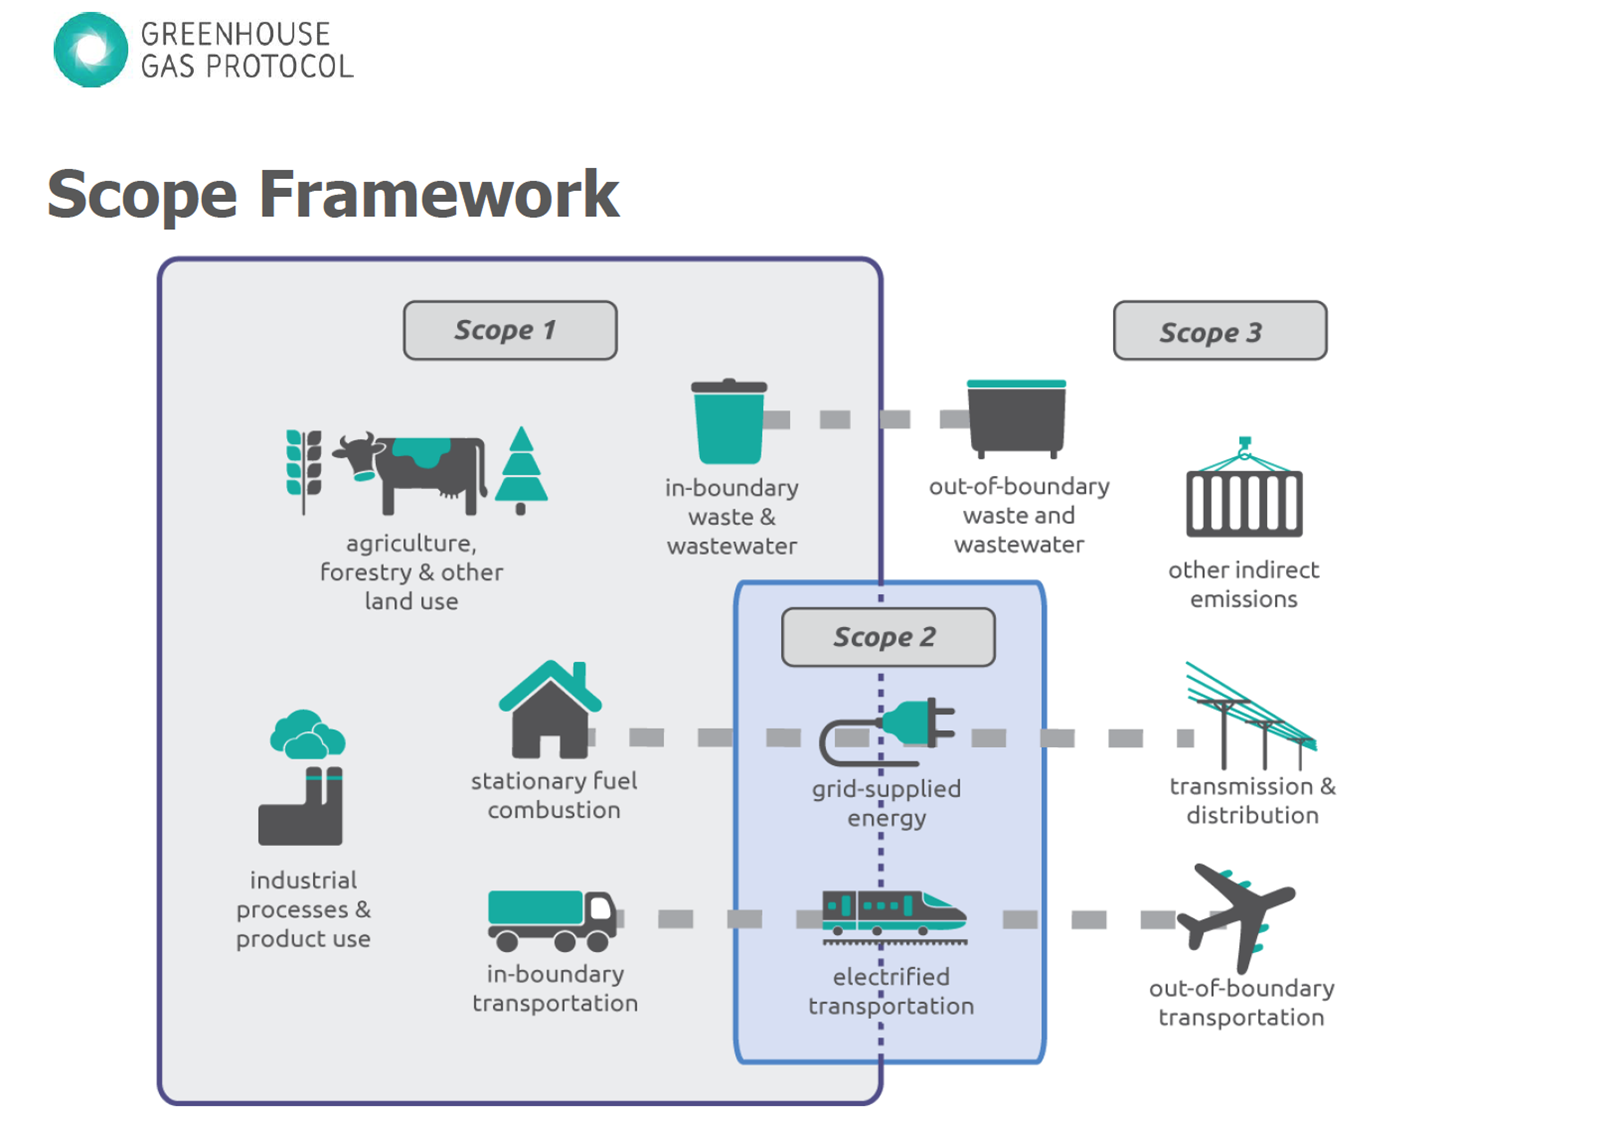 GREENHOUSE
GAS PROTOCOL
Scope Framework
Scope 1
Scope 3
in-boundary
waste &
wastewater
out-of-boundary
waste and
wastewater
agriculture,
forestry & other
land use
other indirect
emissions
Scope 2
stationary fuel
combustion
grid-supplied
energy
transmission &
distribution
industrial
processes &
product use
in-boundary
transportation
electrified
transportation
out-of-boundary
transportation